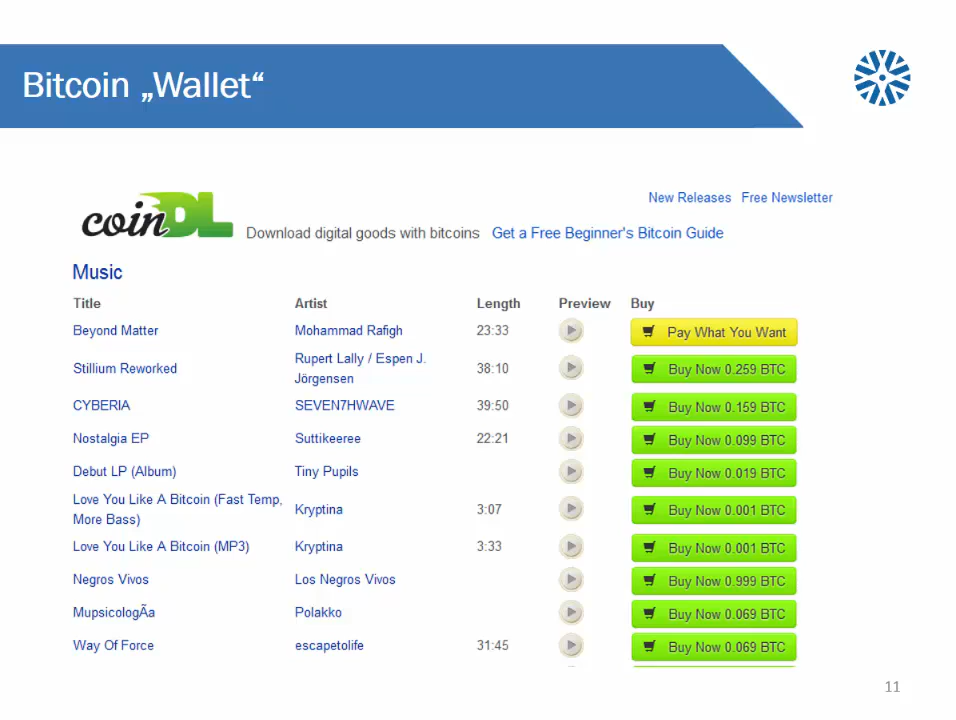 Bitcoin „Wallet“
New Releases Free Newsletter
coinDL Download digital goods with bitcoins Get a Free Beginner's Bitcoin Guide
Music
Title Artist Length Preview Buy
Beyond Matter Mohammad Rafigh 23:33 Pay What You Want
Stillium Reworked Rupert Lally / Espen J. Jörgensen 38:10 Buy Now 0.259 BTC
CYBERIA SEVEN7HWAVE 39:50 Buy Now 0.159 BTC
Nostalgia EP Suttikeeree 22:21 Buy Now 0.099 BTC
Debut LP (Album) Tiny Pupils Buy Now 0.019 BTC
Love You Like A Bitcoin (Fast Temp, More Bass) Kryptina 3:07 Buy Now 0.001 BTC
Love You Like A Bitcoin (MP3) Kryptina 3:33 Buy Now 0.001 BTC
Negros Vivos Los Negros Vivos Buy Now 0.999 BTC
MupsicologÃa Polakko Buy Now 0.069 BTC
Way Of Force escapetolife 31:45 Buy Now 0.069 BTC
11